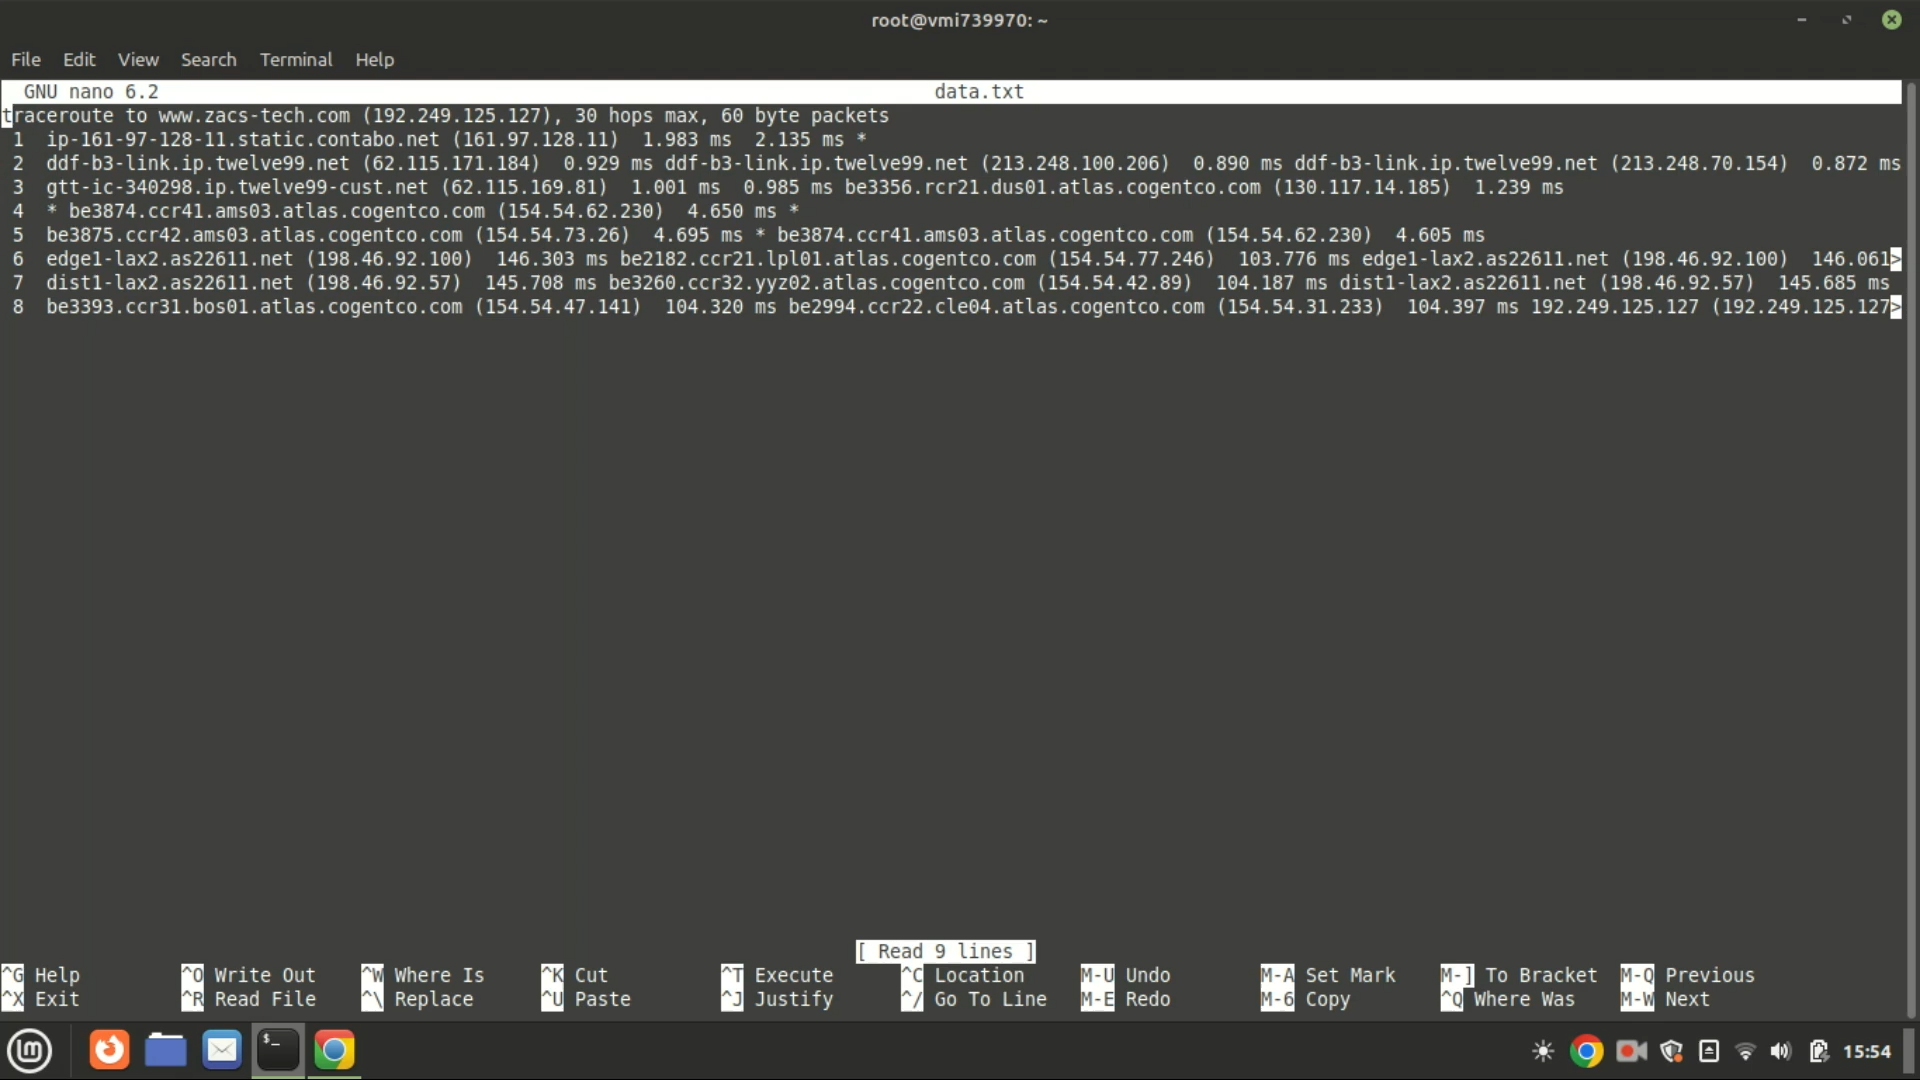 root@vmi739970: ~
File Edit View Search Terminal Help
GNU nano 6.2 data.txt
traceroute to www.zacs-tech.com (192.249.125.127), 30 hops max, 60 byte packets
1 ip-161-97-128-11.static.contabo.net (161.97.128.11) 1.983 ms 2.135 ms *
2 ddf-b3-link.ip.twelve99.net (62.115.171.184) 0.929 ms ddf-b3-link.ip.twelve99.net (213.248.100.206) 0.890 ms ddf-b3-link.ip.twelve99.net (213.248.70.154) 0.872 ms
3 gtt-ic-340298.ip.twelve99-cust.net (62.115.169.81) 1.001 ms 0.985 ms be3356.rcr21.dus01.atlas.cogentco.com (130.117.14.185) 1.239 ms
4 * be3874.ccr41.ams03.atlas.cogentco.com (154.54.62.230) 4.650 ms *
5 be3875.ccr42.ams03.atlas.cogentco.com (154.54.73.26) 4.695 ms * be3874.ccr41.ams03.atlas.cogentco.com (154.54.62.230) 4.605 ms
6 edge1-lax2.as22611.net (198.46.92.100) 146.303 ms be2182.ccr21.lpl01.atlas.cogentco.com (154.54.77.246) 103.776 ms edge1-lax2.as22611.net (198.46.92.100) 146.061>
7 dist1-lax2.as22611.net (198.46.92.57) 145.708 ms be3260.ccr32.yyz02.atlas.cogentco.com (154.54.42.89) 104.187 ms dist1-lax2.as22611.net (198.46.92.57) 145.685 ms
8 be3393.ccr31.bos01.atlas.cogentco.com (154.54.47.141) 104.320 ms be2994.ccr22.cle04.atlas.cogentco.com (154.54.31.233) 104.397 ms 192.249.125.127 (192.249.125.127>
[ Read 9 lines ]
^G Help ^O Write Out ^W Where Is ^K Cut ^T Execute ^C Location M-U Undo M-A Set Mark M-] To Bracket M-Q Previous
^X Exit ^R Read File ^\ Replace ^U Paste ^J Justify ^/ Go To Line M-E Redo M-6 Copy ^Q Where Was M-W Next
15:54